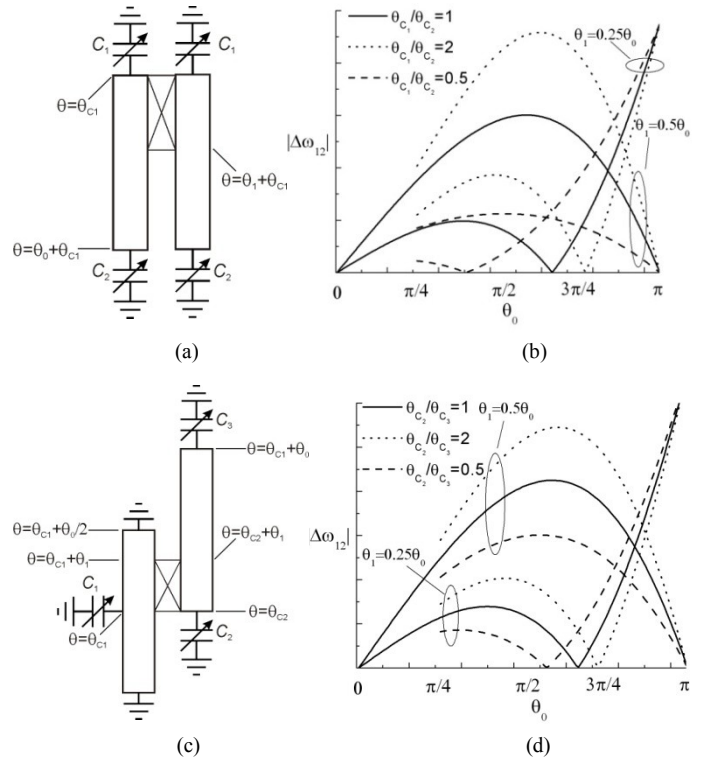 C₁ C₁
θ=θC1
θ=θ₁+θC1
θ=θ₀+θC1
C₂ C₂
(a)
θC₁/θC₂=1
θC₁/θC₂=2
θC₁/θC₂=0.5
θ₁=0.25θ₀
θ₁=0.5θ₀
|Δω₁₂|
0 π/4 π/2 3π/4 π
θ₀
(b)
C₃
θ=θC1+θ₀
θ=θC1+θ₀/2
θ=θC1+θ₁
θ=θC2+θ₁
C₁
θ=θC1
θ=θC2
C₂
(c)
θC₂/θC₃=1
θC₂/θC₃=2
θC₂/θC₃=0.5
θ₁=0.5θ₀
θ₁=0.25θ₀
Δω₁₂|
0 π/4 π/2 3π/4 π
θ₀
(d)